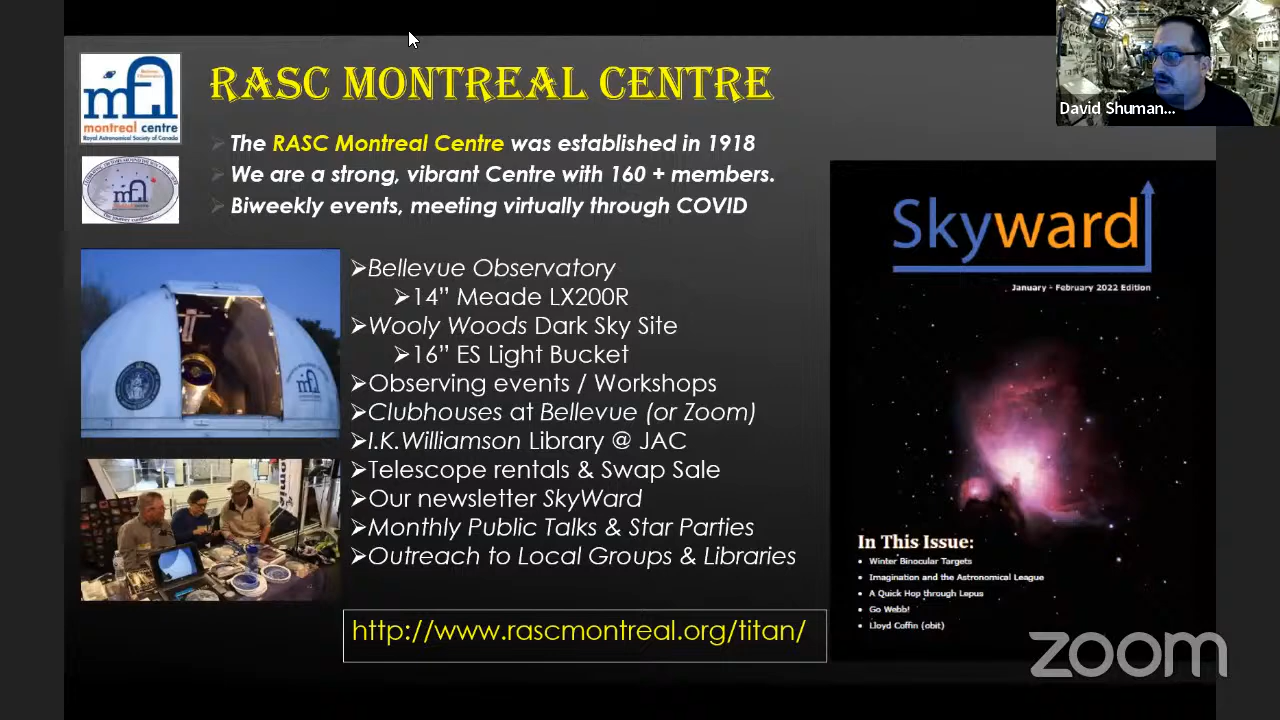 montreal centre
Royal Astronomical Society of Canada
RASC MONTREAL CENTRE
The RASC Montreal Centre was established in 1918
We are a strong, vibrant Centre with 160 + members.
Biweekly events, meeting virtually through COVID
David Shuman...
Bellevue Observatory
14” Meade LX200R
Wooly Woods Dark Sky Site
16” ES Light Bucket
Observing events / Workshops
Clubhouses at Bellevue (or Zoom)
I.K.Williamson Library @ JAC
Telescope rentals & Swap Sale
Our newsletter SkyWard
Monthly Public Talks & Star Parties
Outreach to Local Groups & Libraries
http://www.rascmontreal.org/titan/
Skyward
January - February 2022 Edition
In This Issue:
Winter Binocular Targets
Imagination and the Astronomical League
A Quick Hop through Lepus
Go Webb!
Lloyd Coffin (obit)
zoom